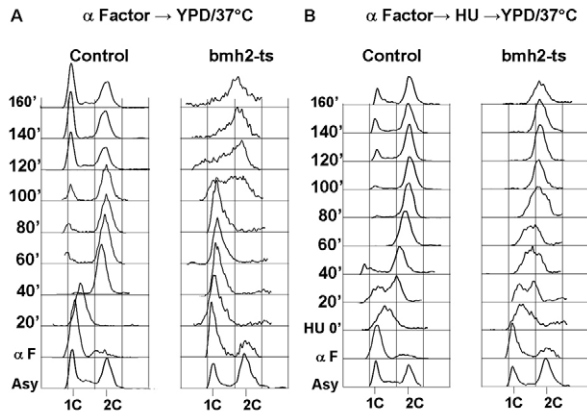 A
α Factor → YPD/37°C
Control
bmh2-ts
160'
140'
120'
100'
80'
60'
40'
20'
α F
Asy
1C 2C
1C 2C
B
α Factor → HU → YPD/37°C
Control
bmh2-ts
160'
140'
120'
100'
80'
60'
40'
20'
HU 0'
α F
Asy
1C 2C
1C 2C